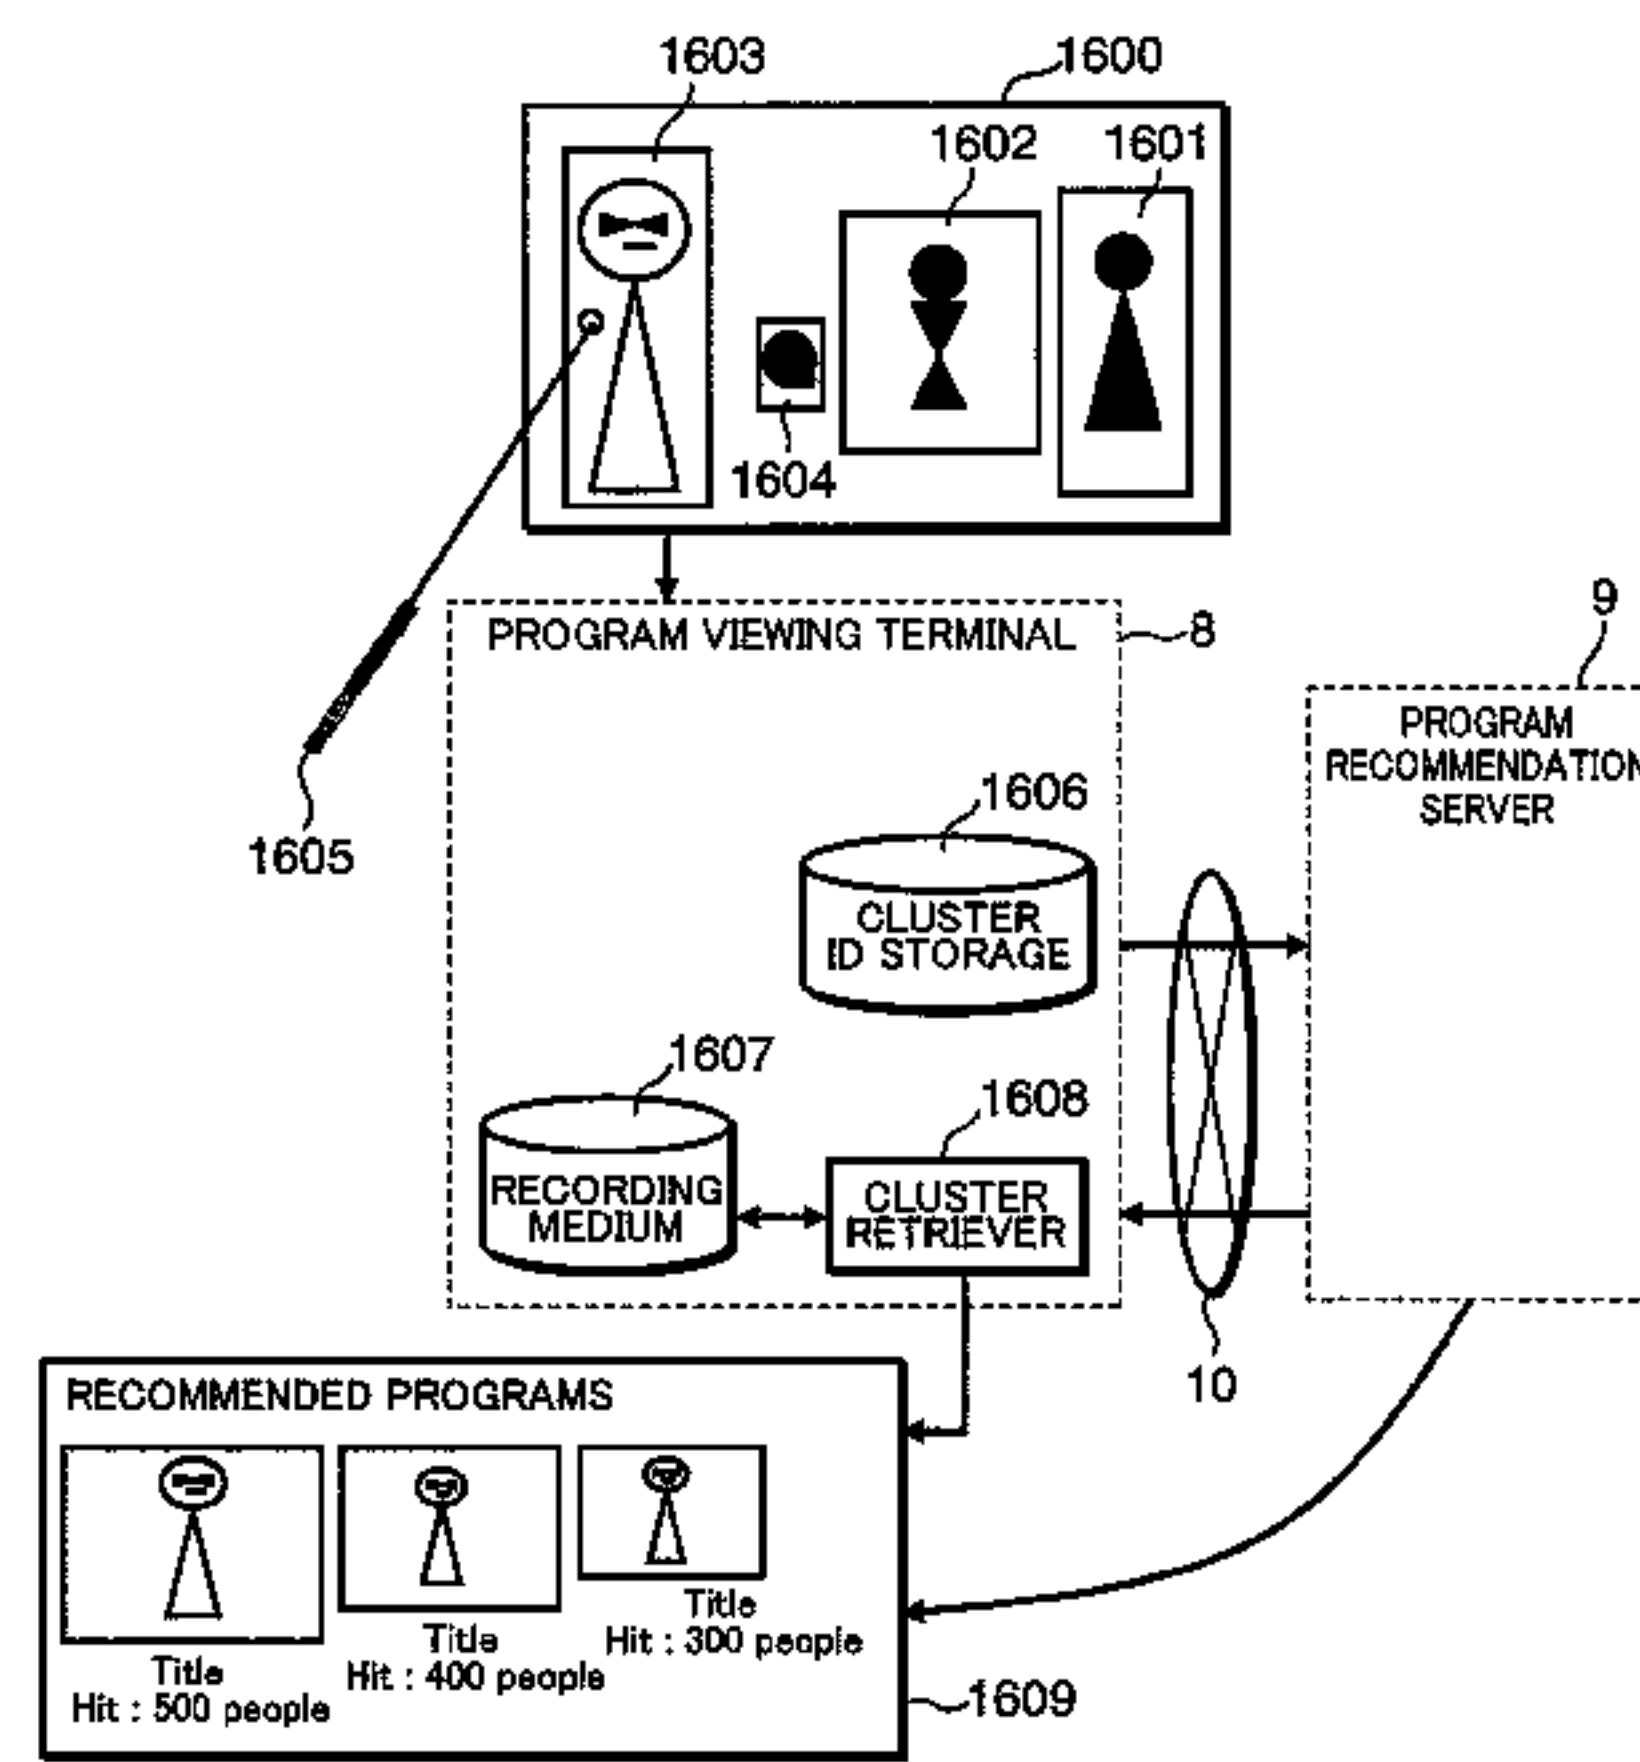 1603
1600
1602
1601
1604
PROGRAM VIEWING TERMINAL
8
9
PROGRAM
RECOMMENDATION
SERVER
1605
1606
CLUSTER
ID STORAGE
1607
1608
RECORDING
MEDIUM
CLUSTER
RETRIEVER
10
RECOMMENDED PROGRAMS
Title
Hit : 500 people
Title
Hit : 400 people
Title
Hit : 300 people
1609